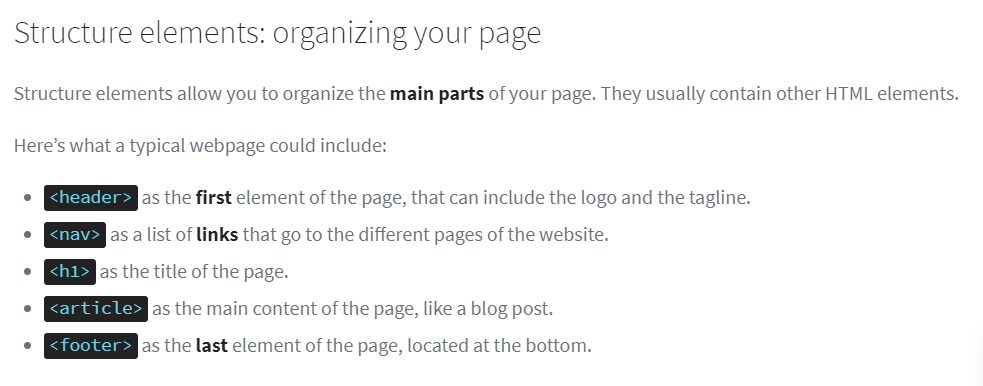 Structure elements: organizing your page
Structure elements allow you to organize the main parts of your page. They usually contain other HTML elements.
Here’s what a typical webpage could include:
<header> as the first element of the page, that can include the logo and the tagline.
<nav> as a list of links that go to the different pages of the website.
<h1> as the title of the page.
<article> as the main content of the page, like a blog post.
<footer> as the last element of the page, located at the bottom.